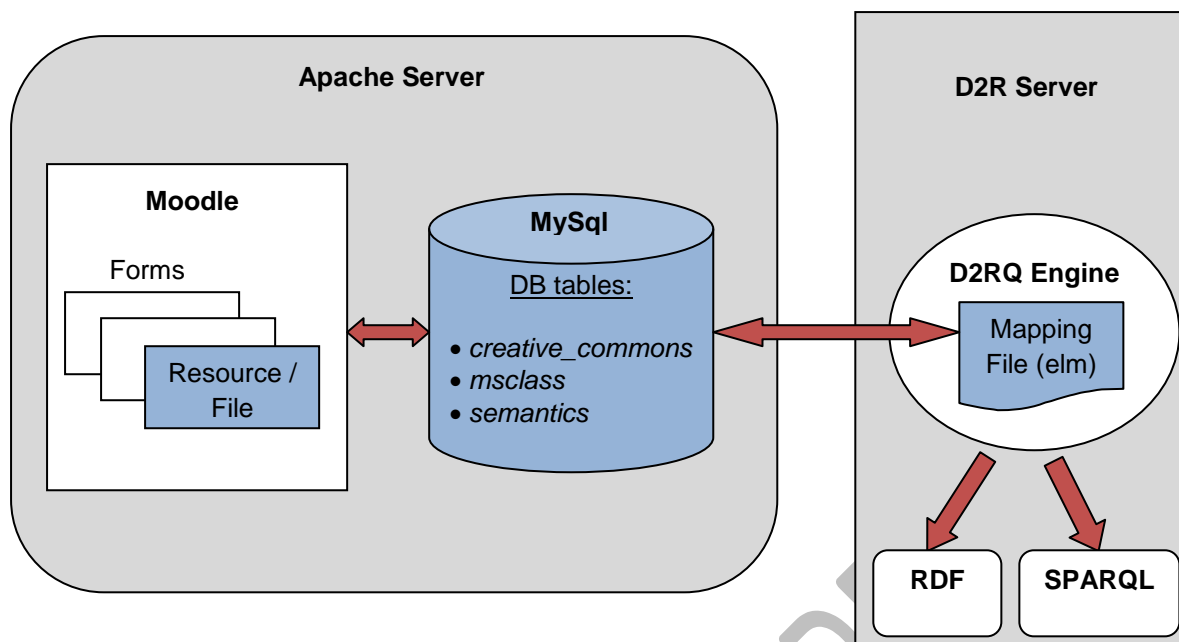 Apache Server
Moodle
Forms
Resource /
File
MySql
DB tables:
• creative_commons
• msclass
• semantics
D2R Server
D2RQ Engine
Mapping
File (elm)
RDF
SPARQL